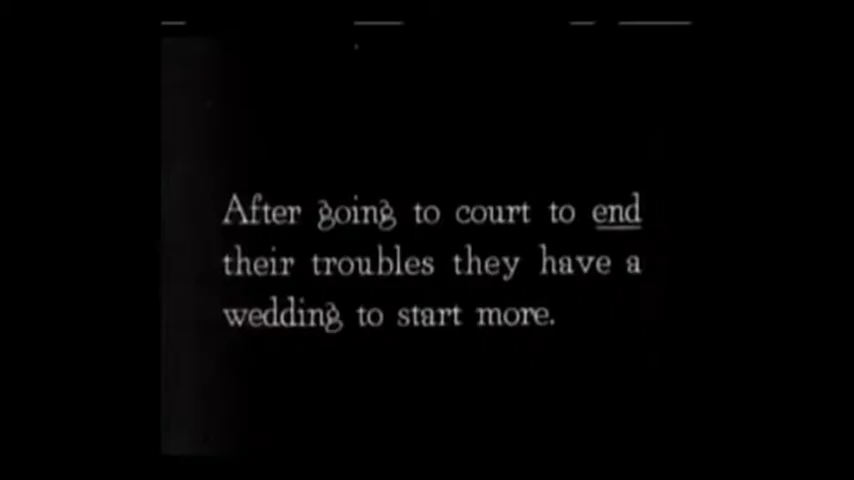 After going to court to end
their troubles they have a
wedding to start more.